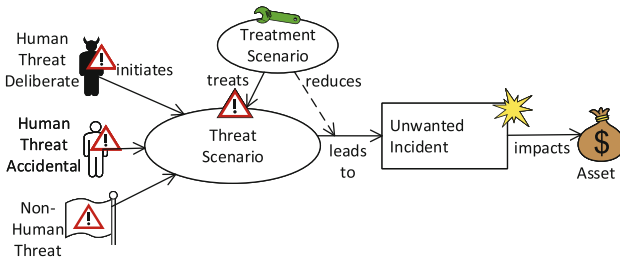 Human
Threat
Deliberate
initiates
Treatment
Scenario
treats
reduces
Human
Threat
Accidental
Threat
Scenario
leads
to
Unwanted
Incident
impacts
$
Asset
Non-
Human
Threat